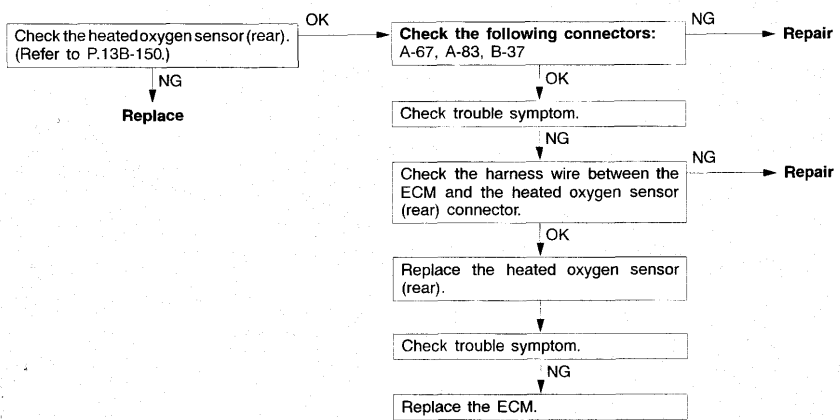 Check the heated oxygen sensor (rear).
(Refer to P.13B-150.)
OK
NG
Replace
Check the following connectors:
A-67, A-83, B-37
NG
Repair
OK
Check trouble symptom.
NG
Check the harness wire between the
ECM and the heated oxygen sensor
(rear) connector.
NG
Repair
OK
Replace the heated oxygen sensor
(rear).
Check trouble symptom.
NG
Replace the ECM.